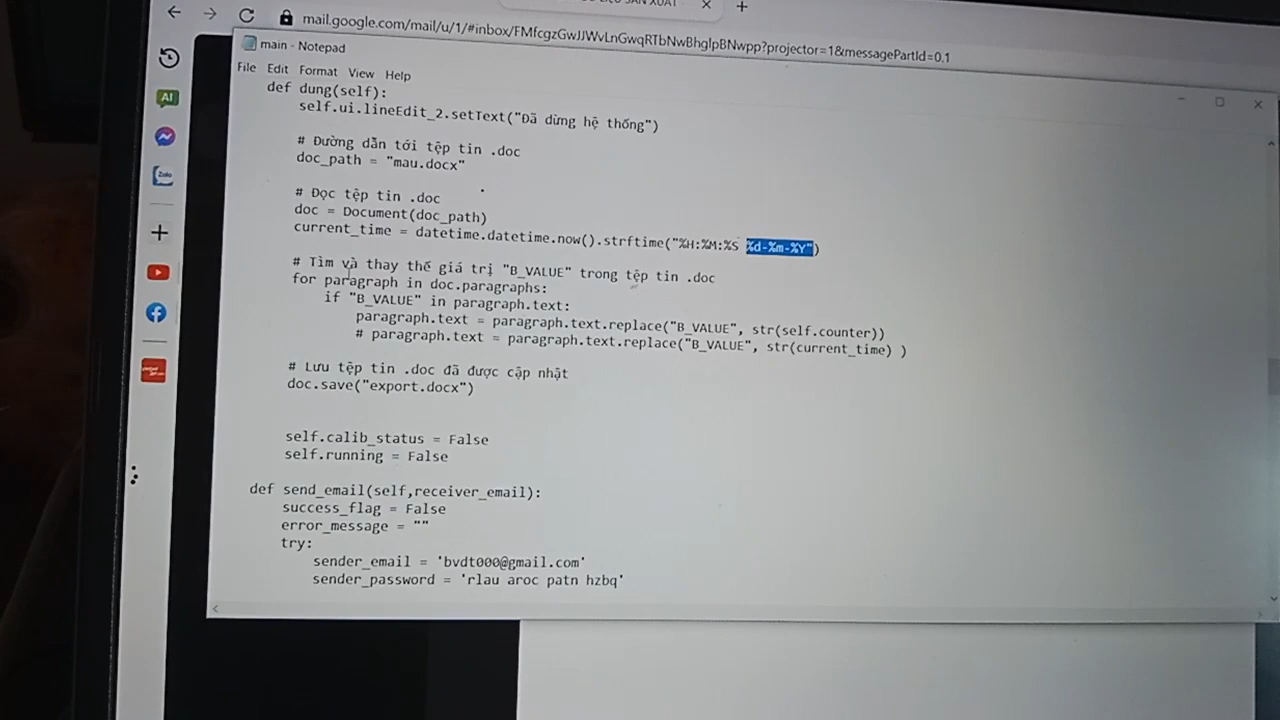 mail.google.com/mail/u/1/#inbox/FMfcgzGwJJWvLnGwqRTbNwBhglpBNwpp?projector=1&messagePartId=0.1
main - Notepad
File Edit Format View Help
def dung(self):
self.ui.lineEdit_2.setText("Đã dừng hệ thống")
# Đường dẫn tới tệp tin .doc
doc_path = "mau.docx"
# Đọc tệp tin .doc
doc = Document(doc_path)
current_time = datetime.datetime.now().strftime("%H:%M:%S %d-%m-%Y")
# Tìm và thay thế giá trị "B_VALUE" trong tệp tin .doc
for paragraph in doc.paragraphs:
if "B_VALUE" in paragraph.text:
paragraph.text = paragraph.text.replace("B_VALUE", str(self.counter))
# paragraph.text = paragraph.text.replace("B_VALUE", str(current_time) )
# Lưu tệp tin .doc đã được cập nhật
doc.save("export.docx")
self.calib_status = False
self.running = False
def send_email(self,receiver_email):
success_flag = False
error_message = ""
try:
sender_email = 'bvdt000@gmail.com'
sender_password = 'rlau aroc patn hzbq'
AI
Zalo